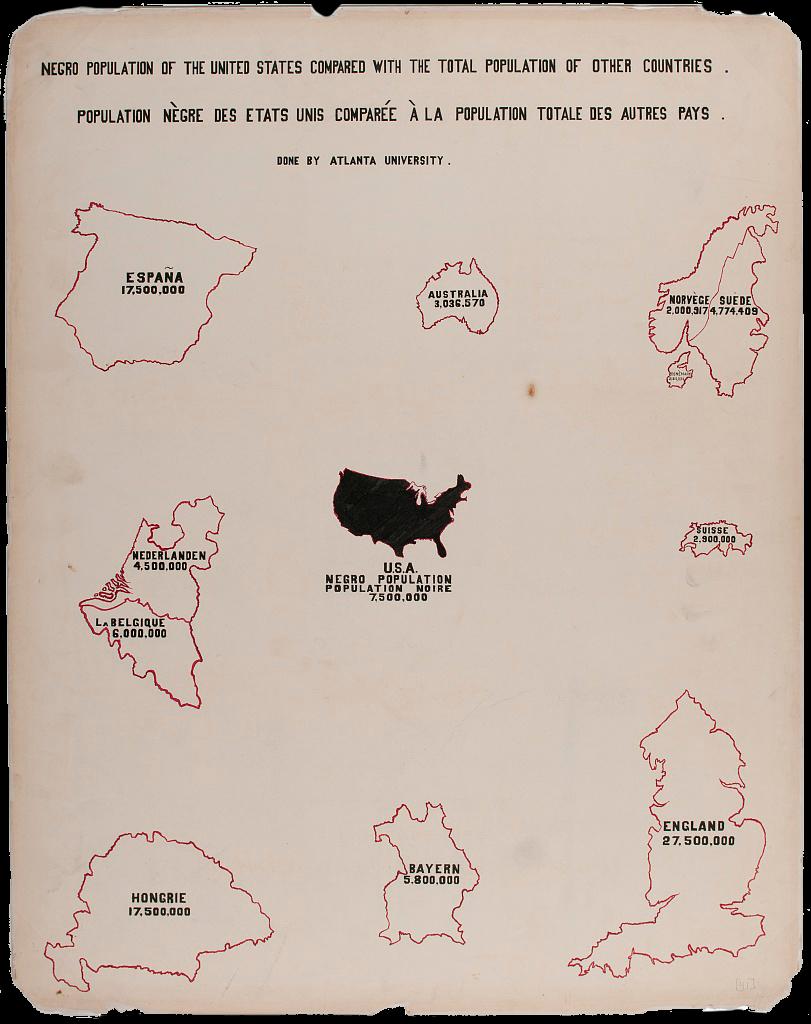 NEGRO POPULATION OF THE UNITED STATES COMPARED WITH THE TOTAL POPULATION OF OTHER COUNTRIES .
POPULATION NÈGRE DES ETATS UNIS COMPARÉE À LA POPULATION TOTALE DES AUTRES PAYS .
DONE BY ATLANTA UNIVERSITY .
ESPAÑA
17,500,000
AUSTRALIA
3,036,570
NORVÈGE
2,000,917
SUÈDE
4,774,409
NEDERLANDEN
4,500,000
LA BELGIQUE
6,000,000
U.S.A.
NEGRO POPULATION
POPULATION NOIRE
7,500,000
SUISSE
2,900,000
HONGRIE
17,500,000
BAYERN
5,800,000
ENGLAND
27,500,000